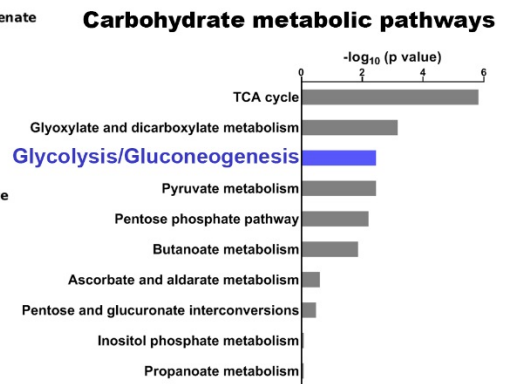 enate
Carbohydrate metabolic pathways
-log₁₀ (p value)
0 2 4 6
TCA cycle
Glyoxylate and dicarboxylate metabolism
Glycolysis/Gluconeogenesis
Pyruvate metabolism
e
Pentose phosphate pathway
Butanoate metabolism
Ascorbate and aldarate metabolism
Pentose and glucuronate interconversions
Inositol phosphate metabolism
Propanoate metabolism